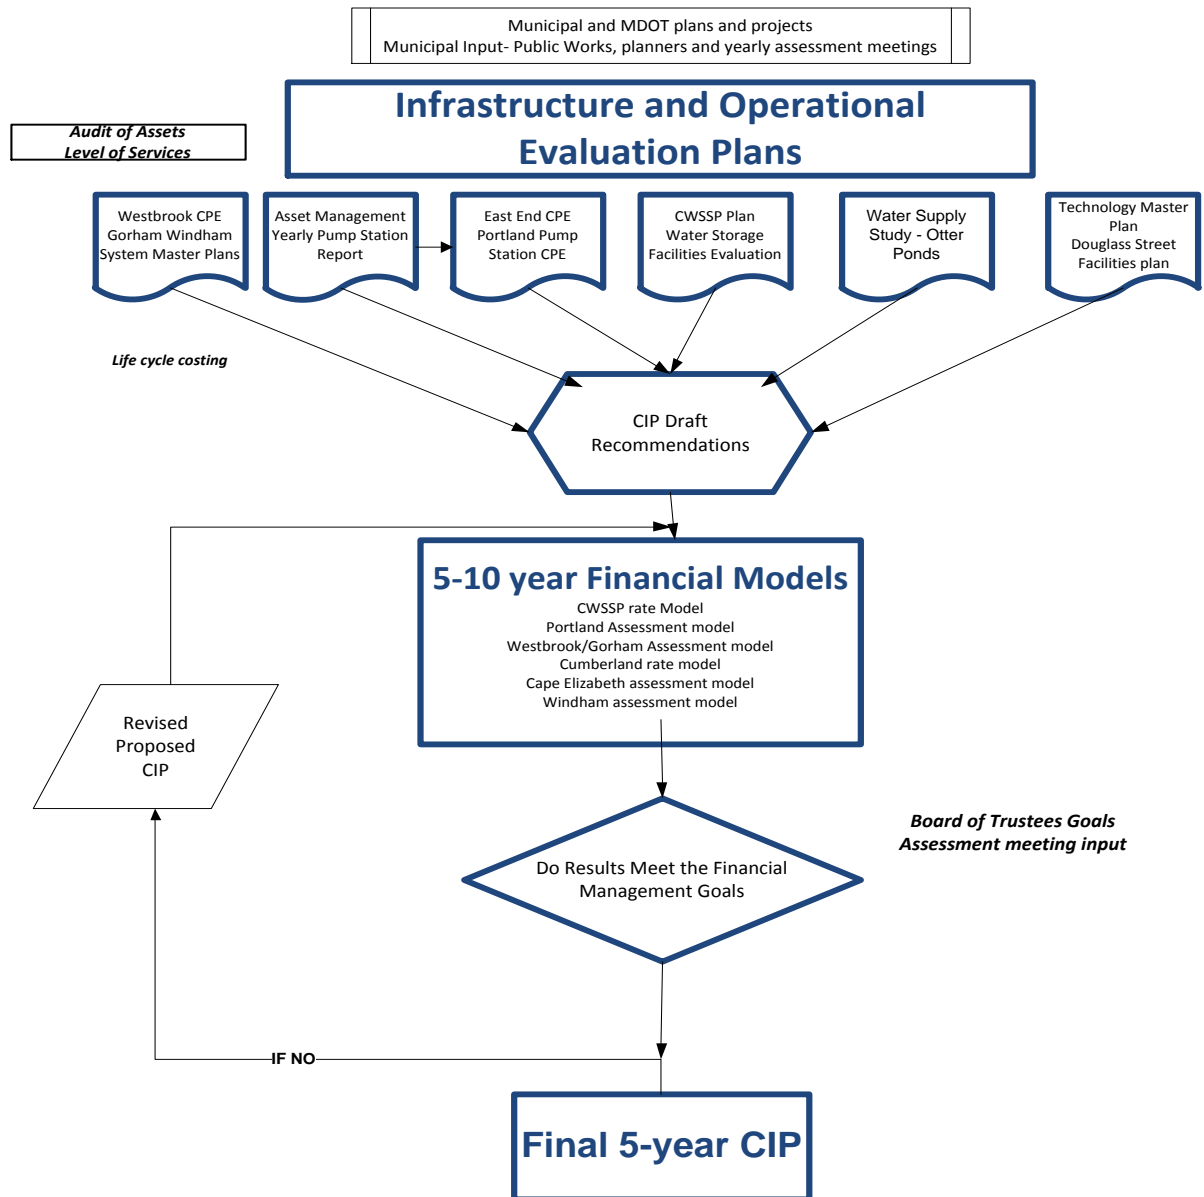 Municipal and MDOT plans and projects
Municipal Input- Public Works, planners and yearly assessment meetings
Infrastructure and Operational
Evaluation Plans
Audit of Assets
Level of Services
Westbrook CPE
Gorham Windham
System Master Plans
Asset Management
Yearly Pump Station
Report
East End CPE
Portland Pump
Station CPE
CWSSP Plan
Water Storage
Facilities Evaluation
Water Supply
Study - Otter
Ponds
Technology Master
Plan
Douglass Street
Facilities plan
Life cycle costing
CIP Draft
Recommendations
5-10 year Financial Models
CWSSP rate Model
Portland Assessment model
Westbrook/Gorham Assessment model
Cumberland rate model
Cape Elizabeth assessment model
Windham assessment model
Revised
Proposed
CIP
Board of Trustees Goals
Assessment meeting input
Do Results Meet the Financial
Management Goals
IF NO
Final 5-year CIP